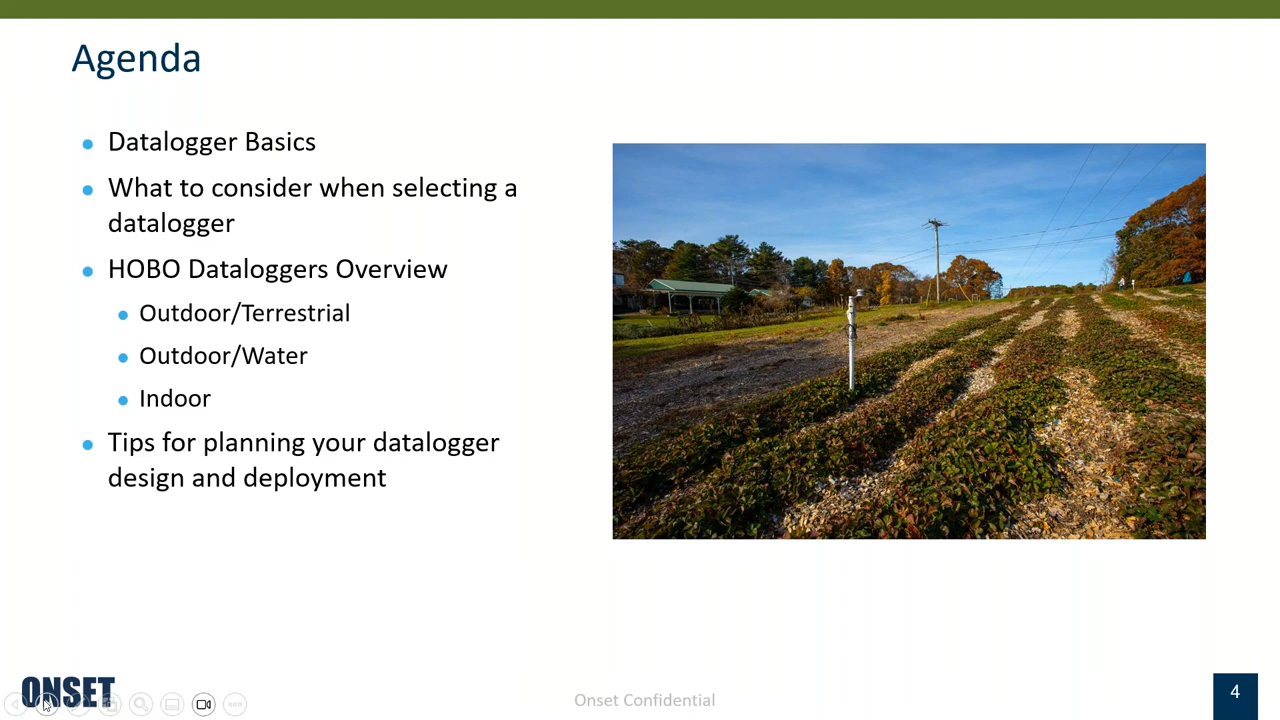 Agenda
Datalogger Basics
What to consider when selecting a
datalogger
HOBO Dataloggers Overview
Outdoor/Terrestrial
Outdoor/Water
Indoor
Tips for planning your datalogger
design and deployment
ONSET
Onset Confidential
4